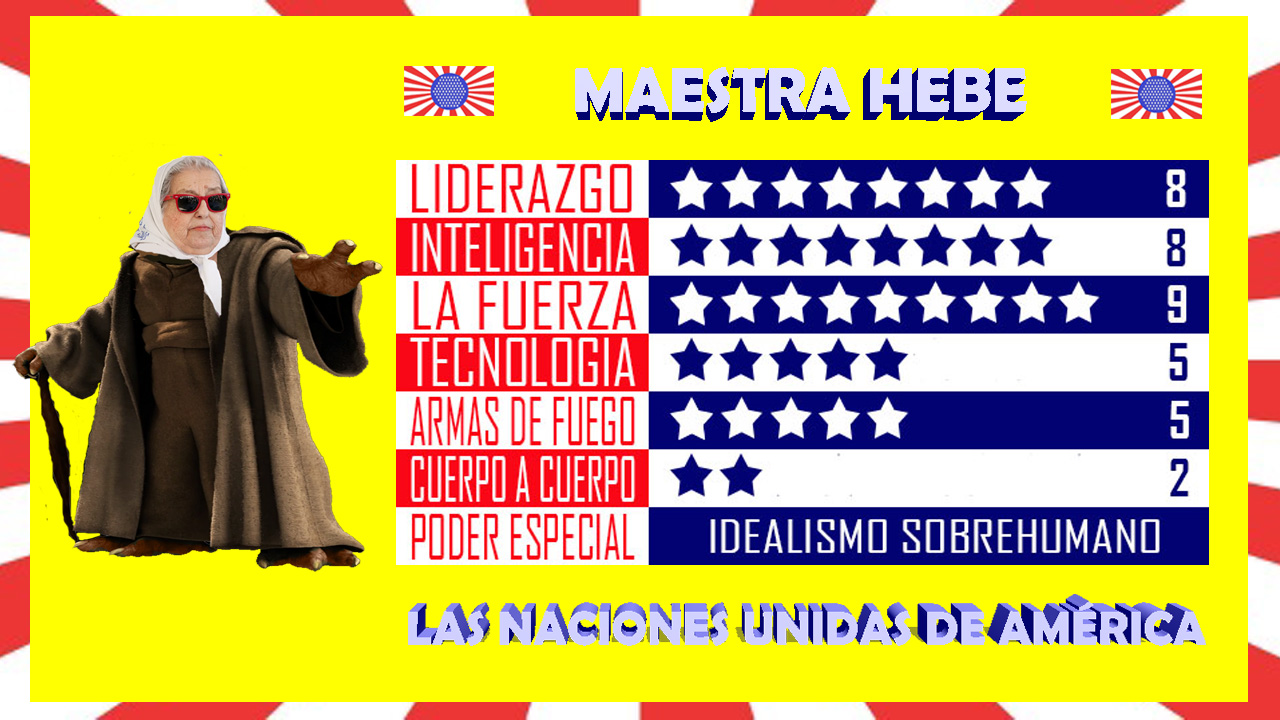 MAESTRA HEBE
LIDERAZGO 8
INTELIGENCIA 8
LA FUERZA 9
TECNOLOGIA 5
ARMAS DE FUEGO 5
CUERPO A CUERPO 2
PODER ESPECIAL IDEALISMO SOBREHUMANO
LAS NACIONES UNIDAS DE AMÉRICA